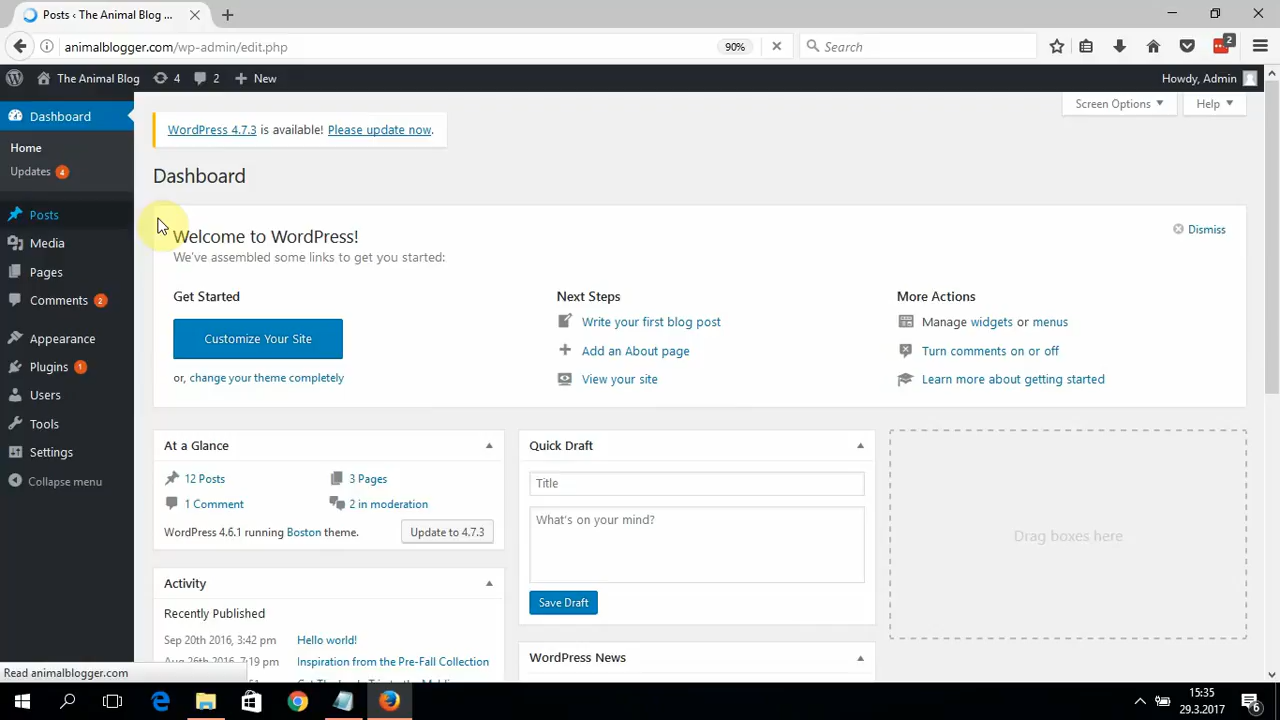 Posts ‹ The Animal Blog ...
animalblogger.com/wp-admin/edit.php
90%
Search
2
The Animal Blog
4
2
New
Howdy, Admin
Dashboard
Home
Updates 4
Posts
Media
Pages
Comments 2
Appearance
Plugins 1
Users
Tools
Settings
Collapse menu
Screen Options
Help
WordPress 4.7.3 is available! Please update now.
Dashboard
Welcome to WordPress!
We've assembled some links to get you started:
Dismiss
Get Started
Customize Your Site
or, change your theme completely
Next Steps
Write your first blog post
Add an About page
View your site
More Actions
Manage widgets or menus
Turn comments on or off
Learn more about getting started
At a Glance
12 Posts
3 Pages
1 Comment
2 in moderation
WordPress 4.6.1 running Boston theme.
Update to 4.7.3
Activity
Recently Published
Sep 20th 2016, 3:42 pm Hello world!
Aug 26th 2016, 7:19 pm Inspiration from the Pre-Fall Collection
Quick Draft
Title
What's on your mind?
Save Draft
WordPress News
Drag boxes here
Read animalblogger.com
15:35
29.3.2017
6